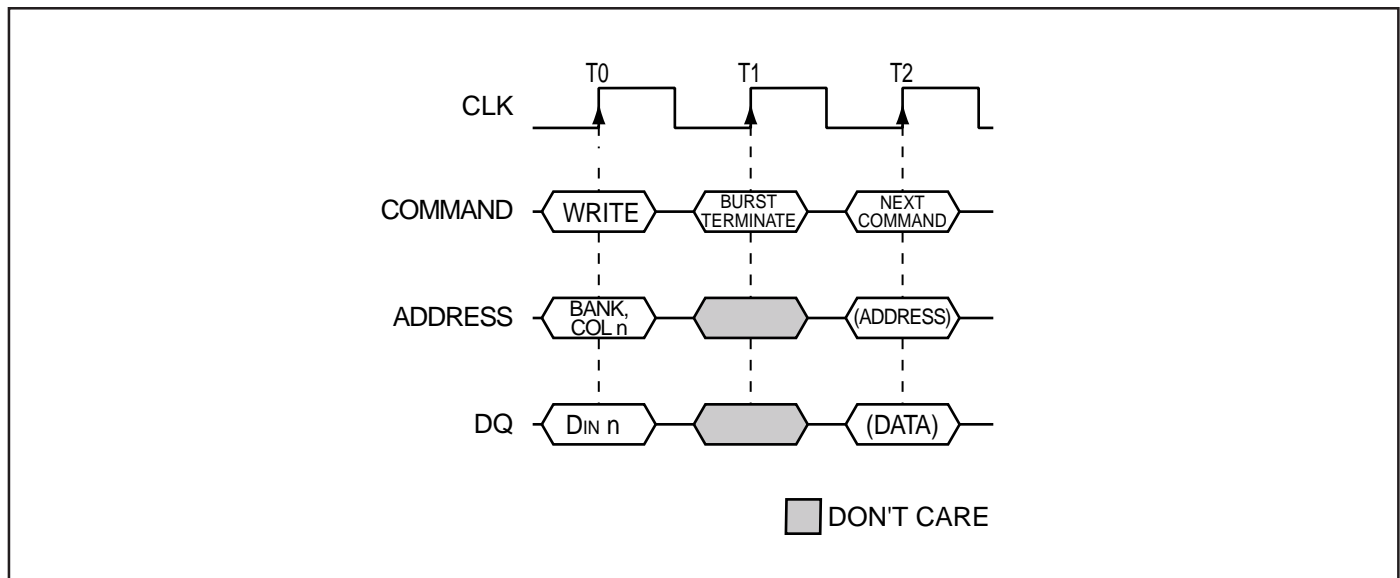 T0 T1 T2
CLK
COMMAND WRITE BURST TERMINATE NEXT COMMAND
ADDRESS BANK, COL n (ADDRESS)
DQ DIN n (DATA)
DON'T CARE